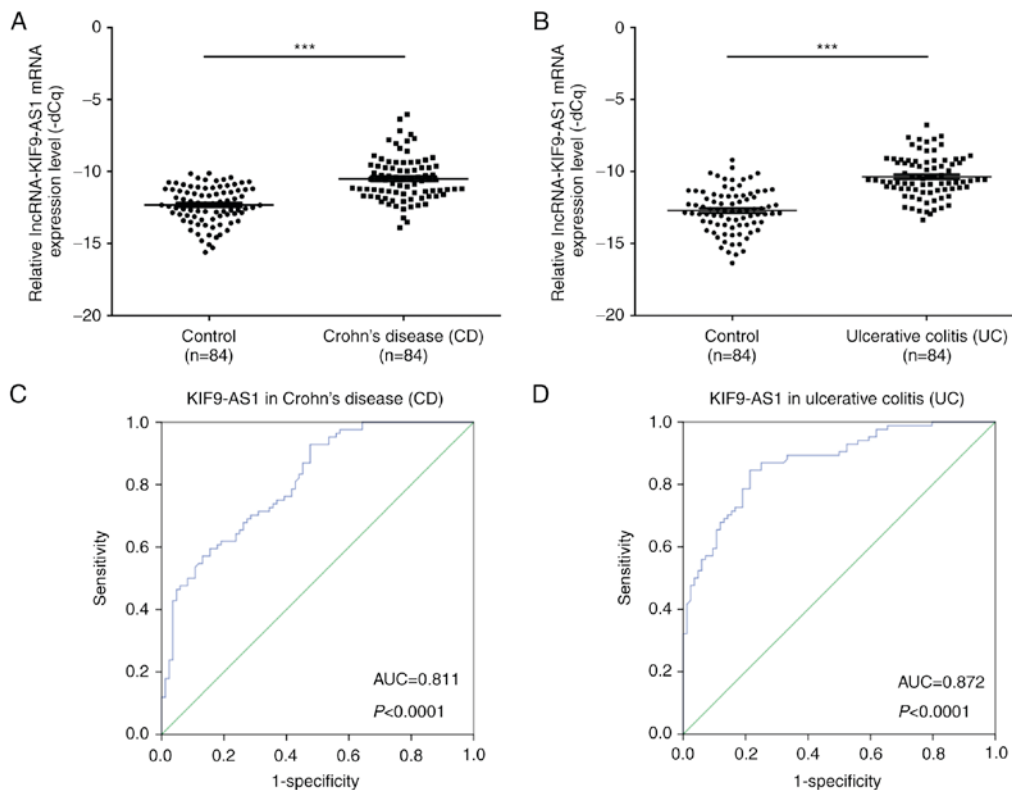 A
Relative lncRNA-KIF9-AS1 mRNA
expression level (-dCq)
0
−5
−10
−15
−20
***
Control
(n=84)
Crohn's disease (CD)
(n=84)
B
Relative lncRNA-KIF9-AS1 mRNA
expression level (-dCq)
0
−5
−10
−15
−20
***
Control
(n=84)
Ulcerative colitis (UC)
(n=84)
C
KIF9-AS1 in Crohn's disease (CD)
Sensitivity
1.0
0.8
0.6
0.4
0.2
0.0
AUC=0.811
P<0.0001
0.0 0.2 0.4 0.6 0.8 1.0
1-specificity
D
KIF9-AS1 in ulcerative colitis (UC)
Sensitivity
1.0
0.8
0.6
0.4
0.2
0.0
AUC=0.872
P<0.0001
0.0 0.2 0.4 0.6 0.8 1.0
1-specificity